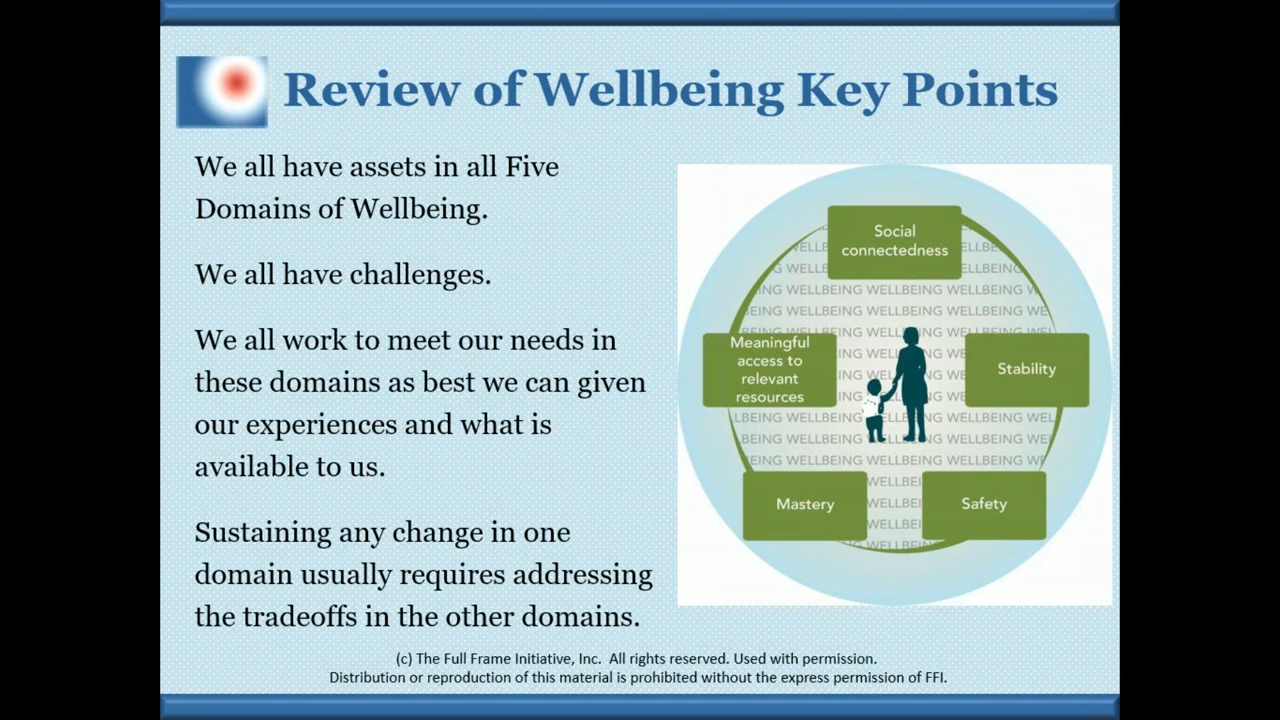 Review of Wellbeing Key Points
We all have assets in all Five
Domains of Wellbeing.
We all have challenges.
We all work to meet our needs in
these domains as best we can given
our experiences and what is
available to us.
Sustaining any change in one
domain usually requires addressing
the tradeoffs in the other domains.
Social
connectedness
Meaningful
access to
relevant
resources
Stability
Mastery
Safety
WELLBEING WELLBEING WELLBEING
(c) The Full Frame Initiative, Inc.  All rights reserved. Used with permission.
Distribution or reproduction of this material is prohibited without the express permission of FFI.